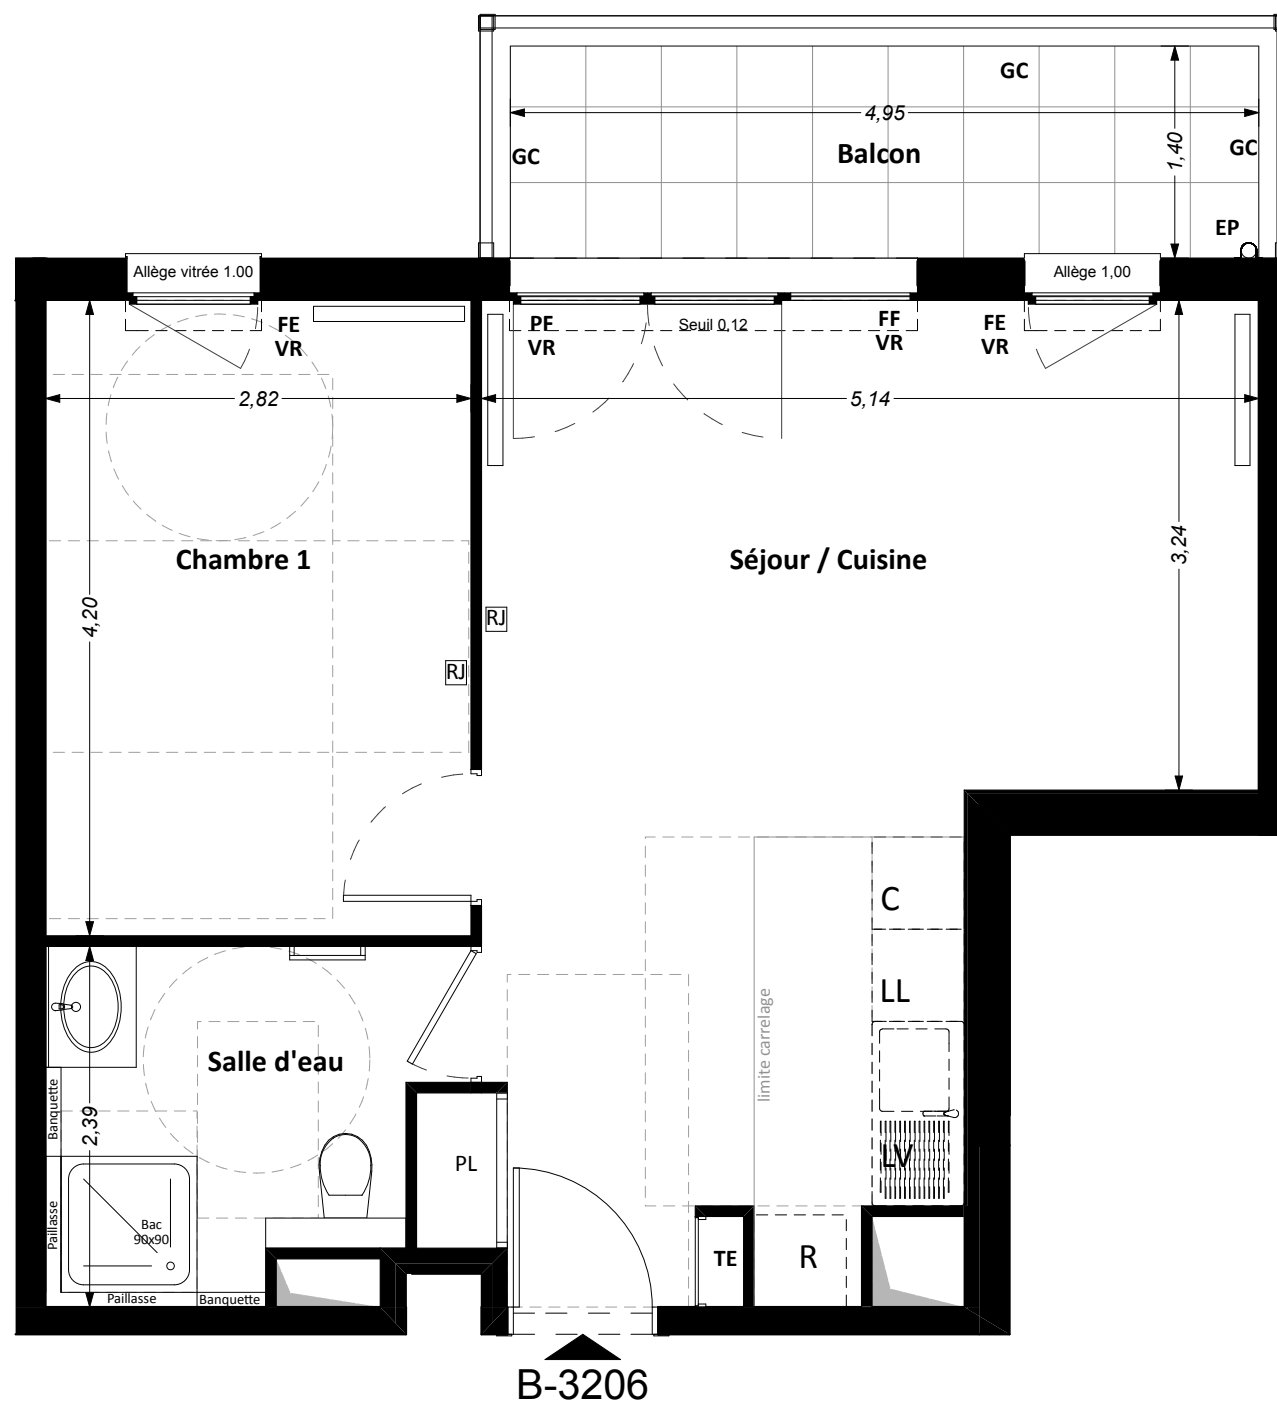 GC
4,95
GC
Balcon
1,40
GC
EP
Allège vitrée 1.00
Allège 1,00
FE
VR
PF
VR
Seuil 0,12
FF
VR
FE
VR
2,82
5,14
Chambre 1
Séjour / Cuisine
3,24
4,20
RJ
RJ
C
LL
limite carrelage
Salle d'eau
Banquette
2,39
LV
PL
Paillasse
Bac
90x90
TE
R
Paillasse
Banquette
B-3206